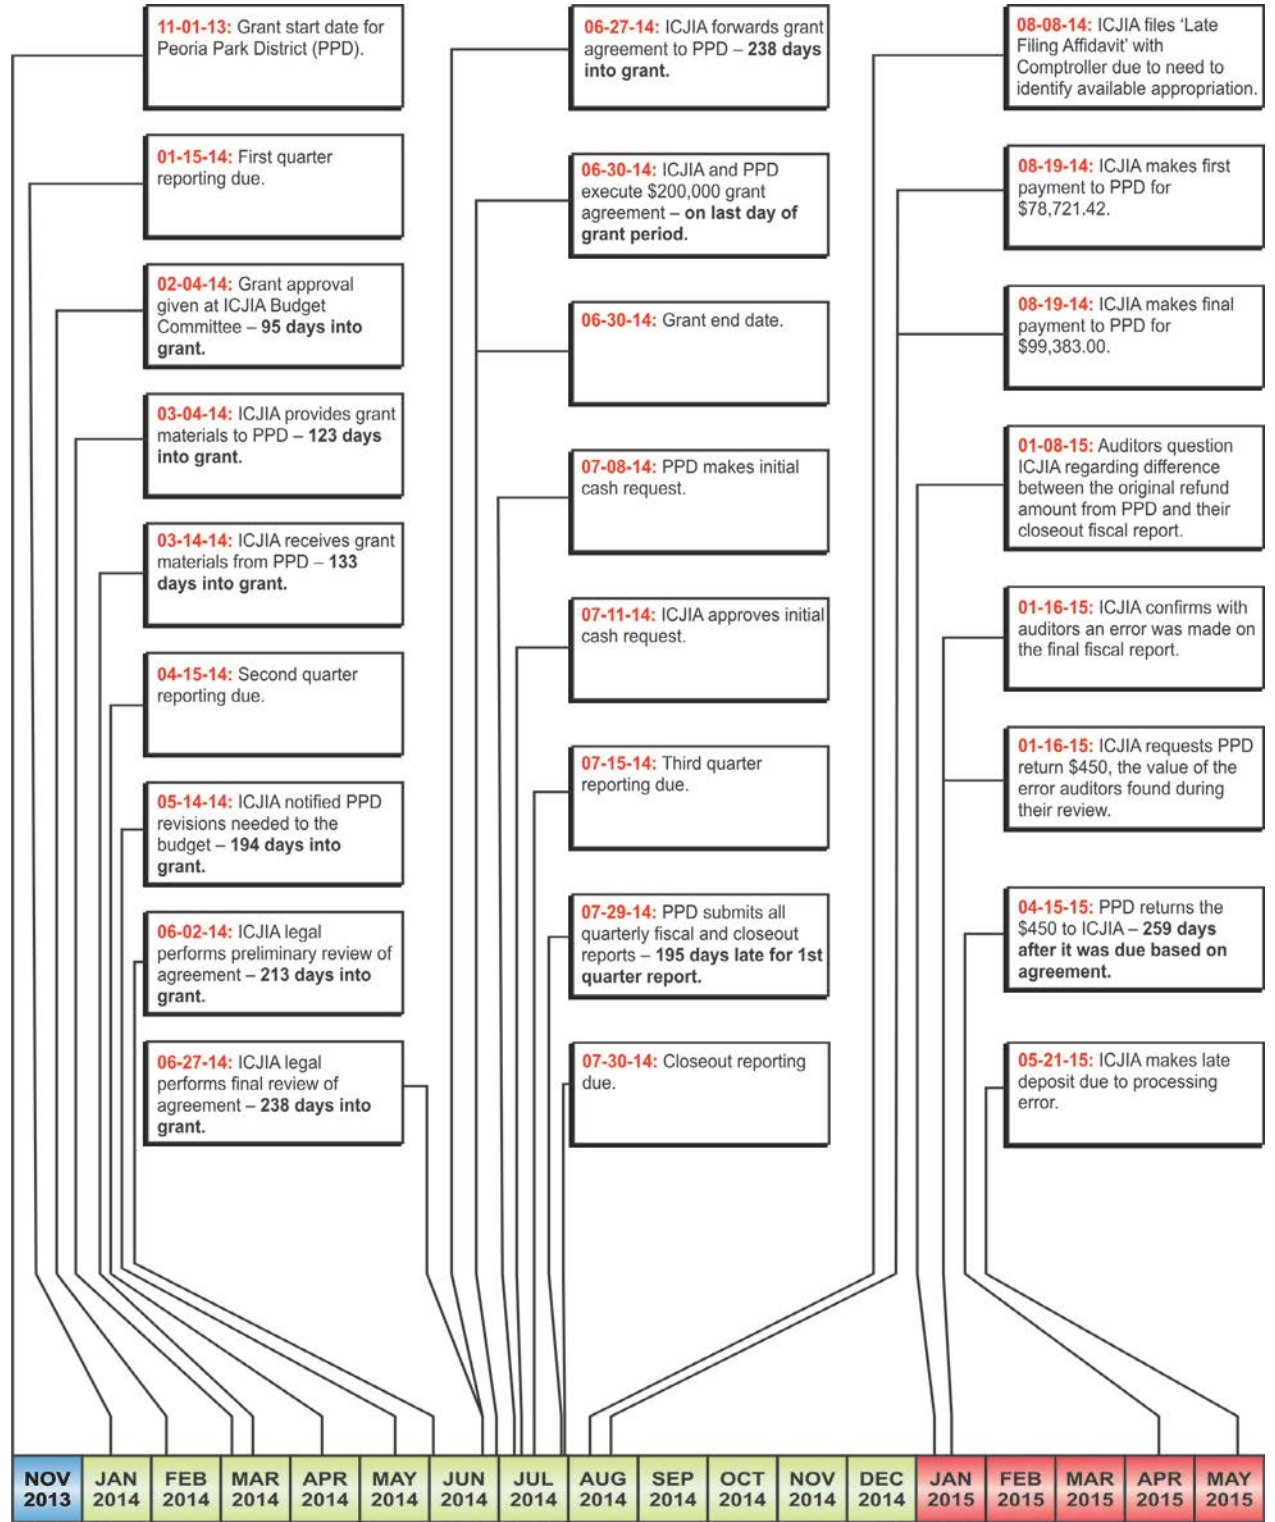 11-01-13: Grant start date for
Peoria Park District (PPD).
01-15-14: First quarter
reporting due.
02-04-14: Grant approval
given at ICJIA Budget
Committee – 95 days into
grant.
03-04-14: ICJIA provides grant
materials to PPD – 123 days
into grant.
03-14-14: ICJIA receives grant
materials from PPD – 133
days into grant.
04-15-14: Second quarter
reporting due.
05-14-14: ICJIA notified PPD
revisions needed to the
budget – 194 days into
grant.
06-02-14: ICJIA legal
performs preliminary review of
agreement – 213 days into
grant.
06-27-14: ICJIA legal
performs final review of
agreement – 238 days into
grant.
06-27-14: ICJIA forwards grant
agreement to PPD – 238 days
into grant.
06-30-14: ICJIA and PPD
execute $200,000 grant
agreement – on last day of
grant period.
06-30-14: Grant end date.
07-08-14: PPD makes initial
cash request.
07-11-14: ICJIA approves initial
cash request.
07-15-14: Third quarter
reporting due.
07-29-14: PPD submits all
quarterly fiscal and closeout
reports – 195 days late for 1st
quarter report.
07-30-14: Closeout reporting
due.
08-08-14: ICJIA files ‘Late
Filing Affidavit’ with
Comptroller due to need to
identify available appropriation.
08-19-14: ICJIA makes first
payment to PPD for
$78,721.42.
08-19-14: ICJIA makes final
payment to PPD for
$99,383.00.
01-08-15: Auditors question
ICJIA regarding difference
between the original refund
amount from PPD and their
closeout fiscal report.
01-16-15: ICJIA confirms with
auditors an error was made on
the final fiscal report.
01-16-15: ICJIA requests PPD
return $450, the value of the
error auditors found during
their review.
04-15-15: PPD returns the
$450 to ICJIA – 259 days
after it was due based on
agreement.
05-21-15: ICJIA makes late
deposit due to processing
error.
NOV JAN FEB MAR APR MAY JUN JUL AUG SEP OCT NOV DEC JAN FEB MAR APR MAY
2013 2014 2014 2014 2014 2014 2014 2014 2014 2014 2014 2014 2014 2015 2015 2015 2015 2015